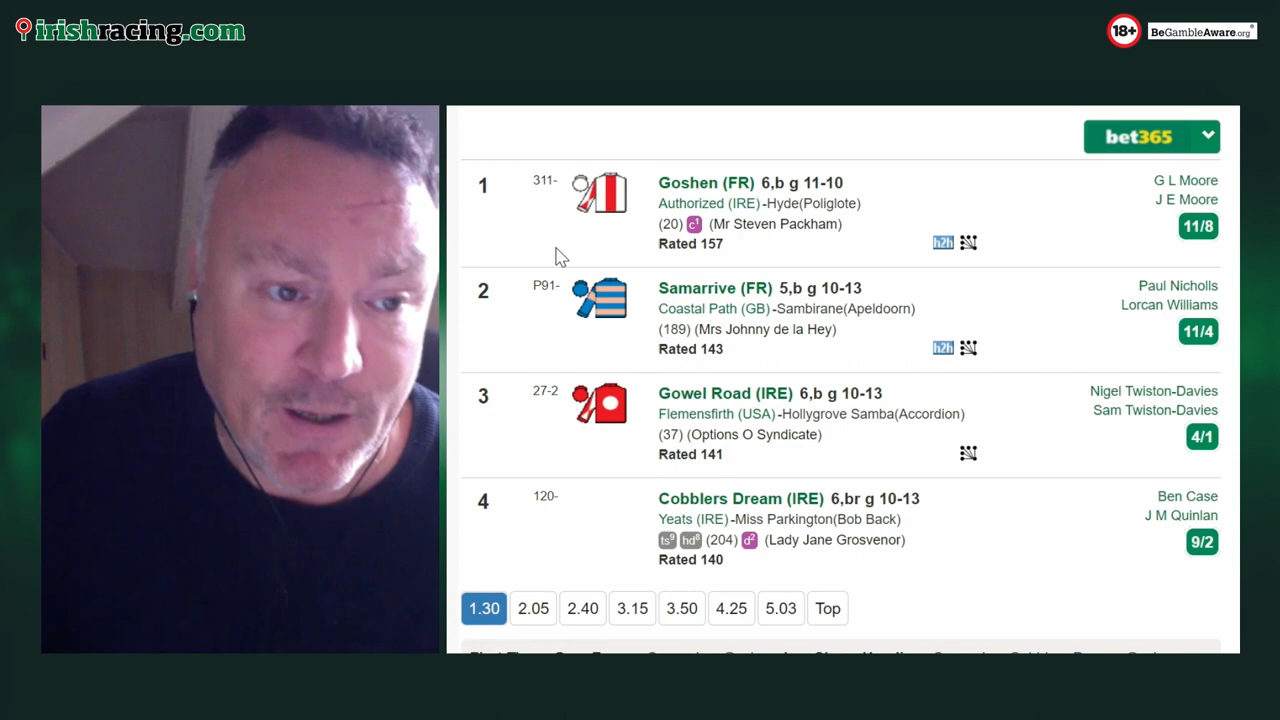 irishracing.com
18+
BeGambleAware.org®
bet365
1
311-
Goshen (FR) 6,b g 11-10
G L Moore
Authorized (IRE)-Hyde(Poliglote)
J E Moore
(20) c1 (Mr Steven Packham)
11/8
Rated 157
h2h
2
P91-
Samarrive (FR) 5,b g 10-13
Paul Nicholls
Coastal Path (GB)-Sambirane(Apeldoorn)
Lorcan Williams
(189) (Mrs Johnny de la Hey)
11/4
Rated 143
h2h
3
27-2
Gowel Road (IRE) 6,b g 10-13
Nigel Twiston-Davies
Flemensfirth (USA)-Hollygrove Samba(Accordion)
Sam Twiston-Davies
(37) (Options O Syndicate)
4/1
Rated 141
4
120-
Cobblers Dream (IRE) 6,br g 10-13
Ben Case
Yeats (IRE)-Miss Parkington(Bob Back)
J M Quinlan
ts9 hd8 (204) d2 (Lady Jane Grosvenor)
9/2
Rated 140
1.30 2.05 2.40 3.15 3.50 4.25 5.03 Top